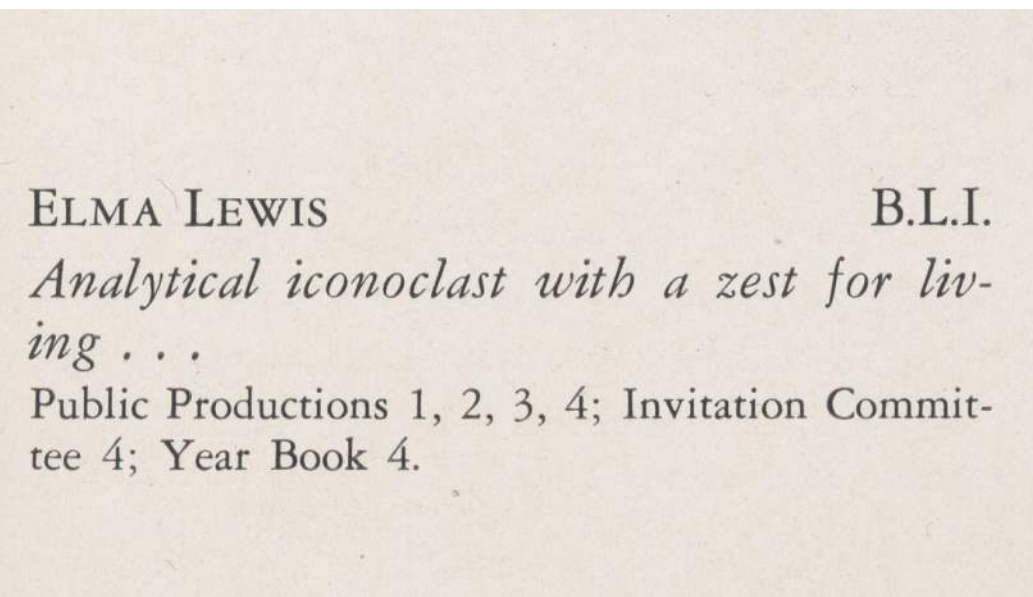 ELMA LEWIS B.L.I.
Analytical iconoclast with a zest for liv-
ing . . .
Public Productions 1, 2, 3, 4; Invitation Commit-
tee 4; Year Book 4.